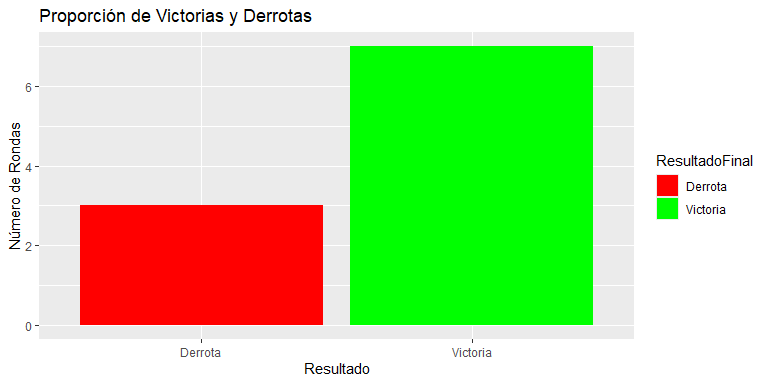 Proporción de Victorias y Derrotas
Número de Rondas
6
4
2
0
Derrota
Victoria
Resultado
ResultadoFinal
Derrota
Victoria